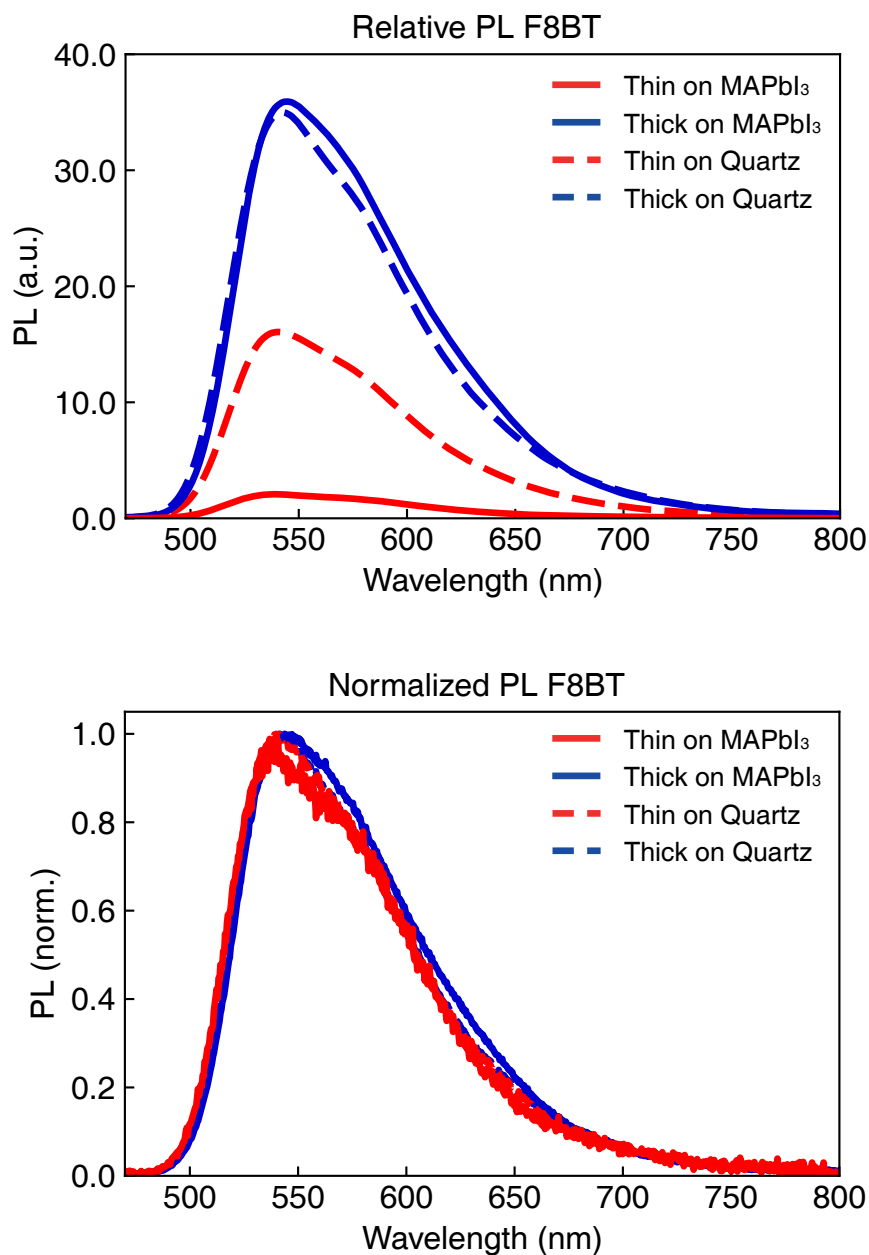 Relative PL F8BT
40.0
30.0
20.0
10.0
0.0
PL (a.u.)
Thin on MAPbI₃
Thick on MAPbI₃
Thin on Quartz
Thick on Quartz
500 550 600 650 700 750 800
Wavelength (nm)
Normalized PL F8BT
1.0
0.8
0.6
0.4
0.2
0.0
PL (norm.)
Thin on MAPbI₃
Thick on MAPbI₃
Thin on Quartz
Thick on Quartz
500 550 600 650 700 750 800
Wavelength (nm)